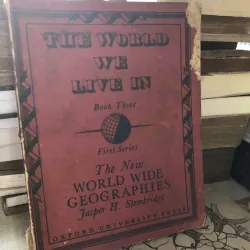 THE WORLD
WE
LIVE IN
Book Three
First Series
The New
WORLD WIDE
GEOGRAPHIES
Jasper H. Stembridge
OXFORD UNIVERSITY PRESS